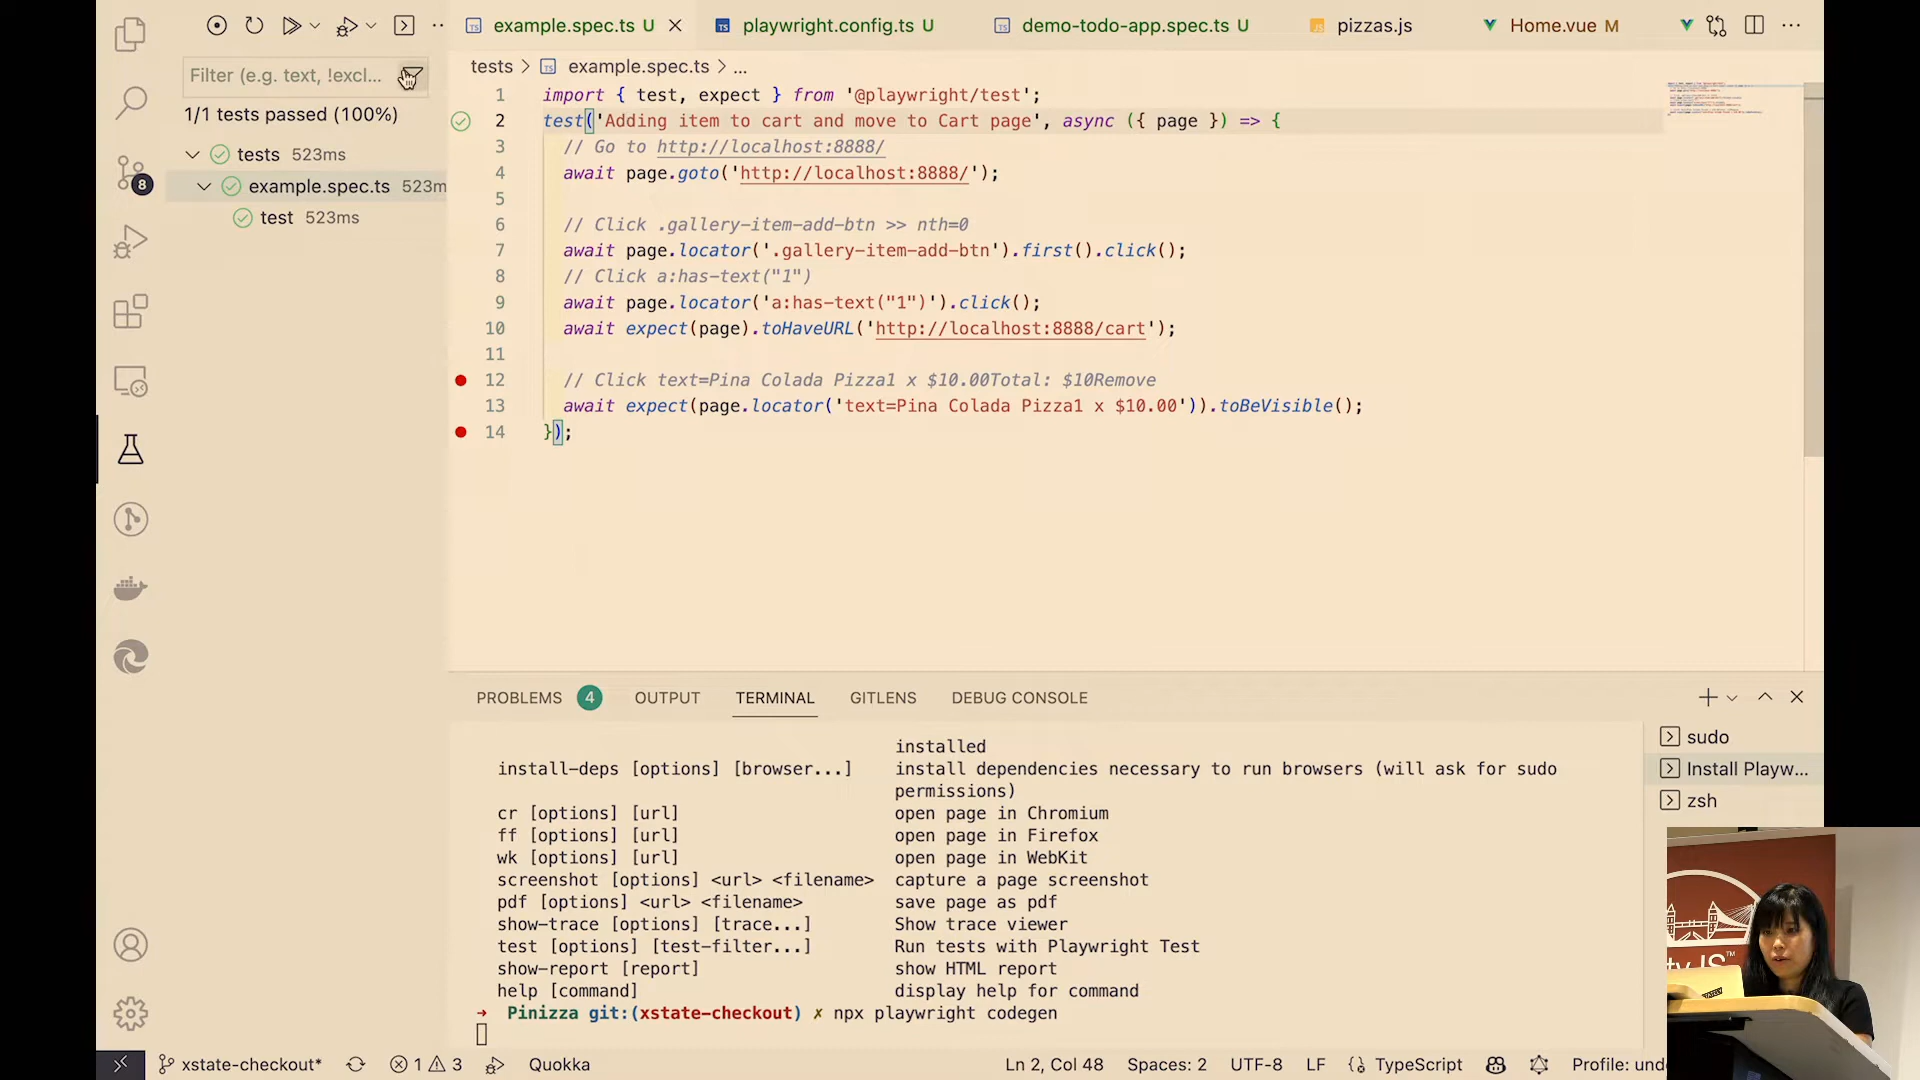 example.spec.ts U
playwright.config.ts U
demo-todo-app.spec.ts U
pizzas.js
Home.vue M
Filter (e.g. text, !excl...
1/1 tests passed (100%)
tests 523ms
example.spec.ts 523m
test 523ms
8
tests > example.spec.ts > ...
1 import { test, expect } from '@playwright/test';
2 test('Adding item to cart and move to Cart page', async ({ page }) => {
3 // Go to http://localhost:8888/
4 await page.goto('http://localhost:8888/');
5
6 // Click .gallery-item-add-btn >> nth=0
7 await page.locator('.gallery-item-add-btn').first().click();
8 // Click a:has-text("1")
9 await page.locator('a:has-text("1")').click();
10 await expect(page).toHaveURL('http://localhost:8888/cart');
11
12 // Click text=Pina Colada Pizza1 x $10.00Total: $10Remove
13 await expect(page.locator('text=Pina Colada Pizza1 x $10.00')).toBeVisible();
14 });
PROBLEMS 4 OUTPUT TERMINAL GITLENS DEBUG CONSOLE
installed
install-deps [options] [browser...] install dependencies necessary to run browsers (will ask for sudo
permissions)
cr [options] [url] open page in Chromium
ff [options] [url] open page in Firefox
wk [options] [url] open page in WebKit
screenshot [options] <url> <filename> capture a page screenshot
pdf [options] <url> <filename> save page as pdf
show-trace [options] [trace...] Show trace viewer
test [options] [test-filter...] Run tests with Playwright Test
show-report [report] show HTML report
help [command] display help for command
→ Pinizza git:(xstate-checkout) ✗ npx playwright codegen
sudo
Install Playw...
zsh
ty JS™
xstate-checkout* 1 3 Quokka Ln 2, Col 48 Spaces: 2 UTF-8 LF TypeScript Profile: und